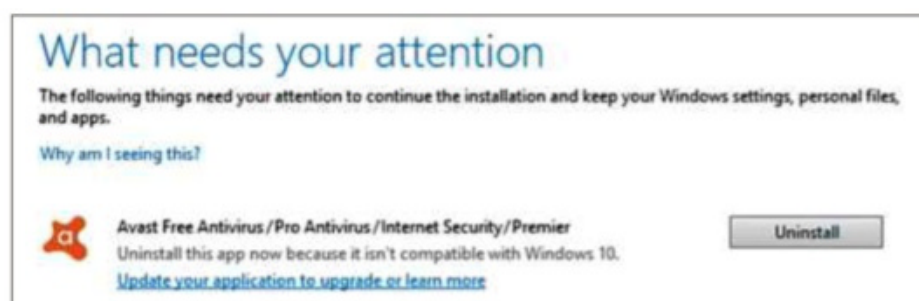 What needs your attention
The following things need your attention to continue the installation and keep your Windows settings, personal files,
and apps.
Why am I seeing this?
Avast Free Antivirus/Pro Antivirus/Internet Security/Premier
Uninstall
Uninstall this app now because it isn't compatible with Windows 10.
Update your application to upgrade or learn more